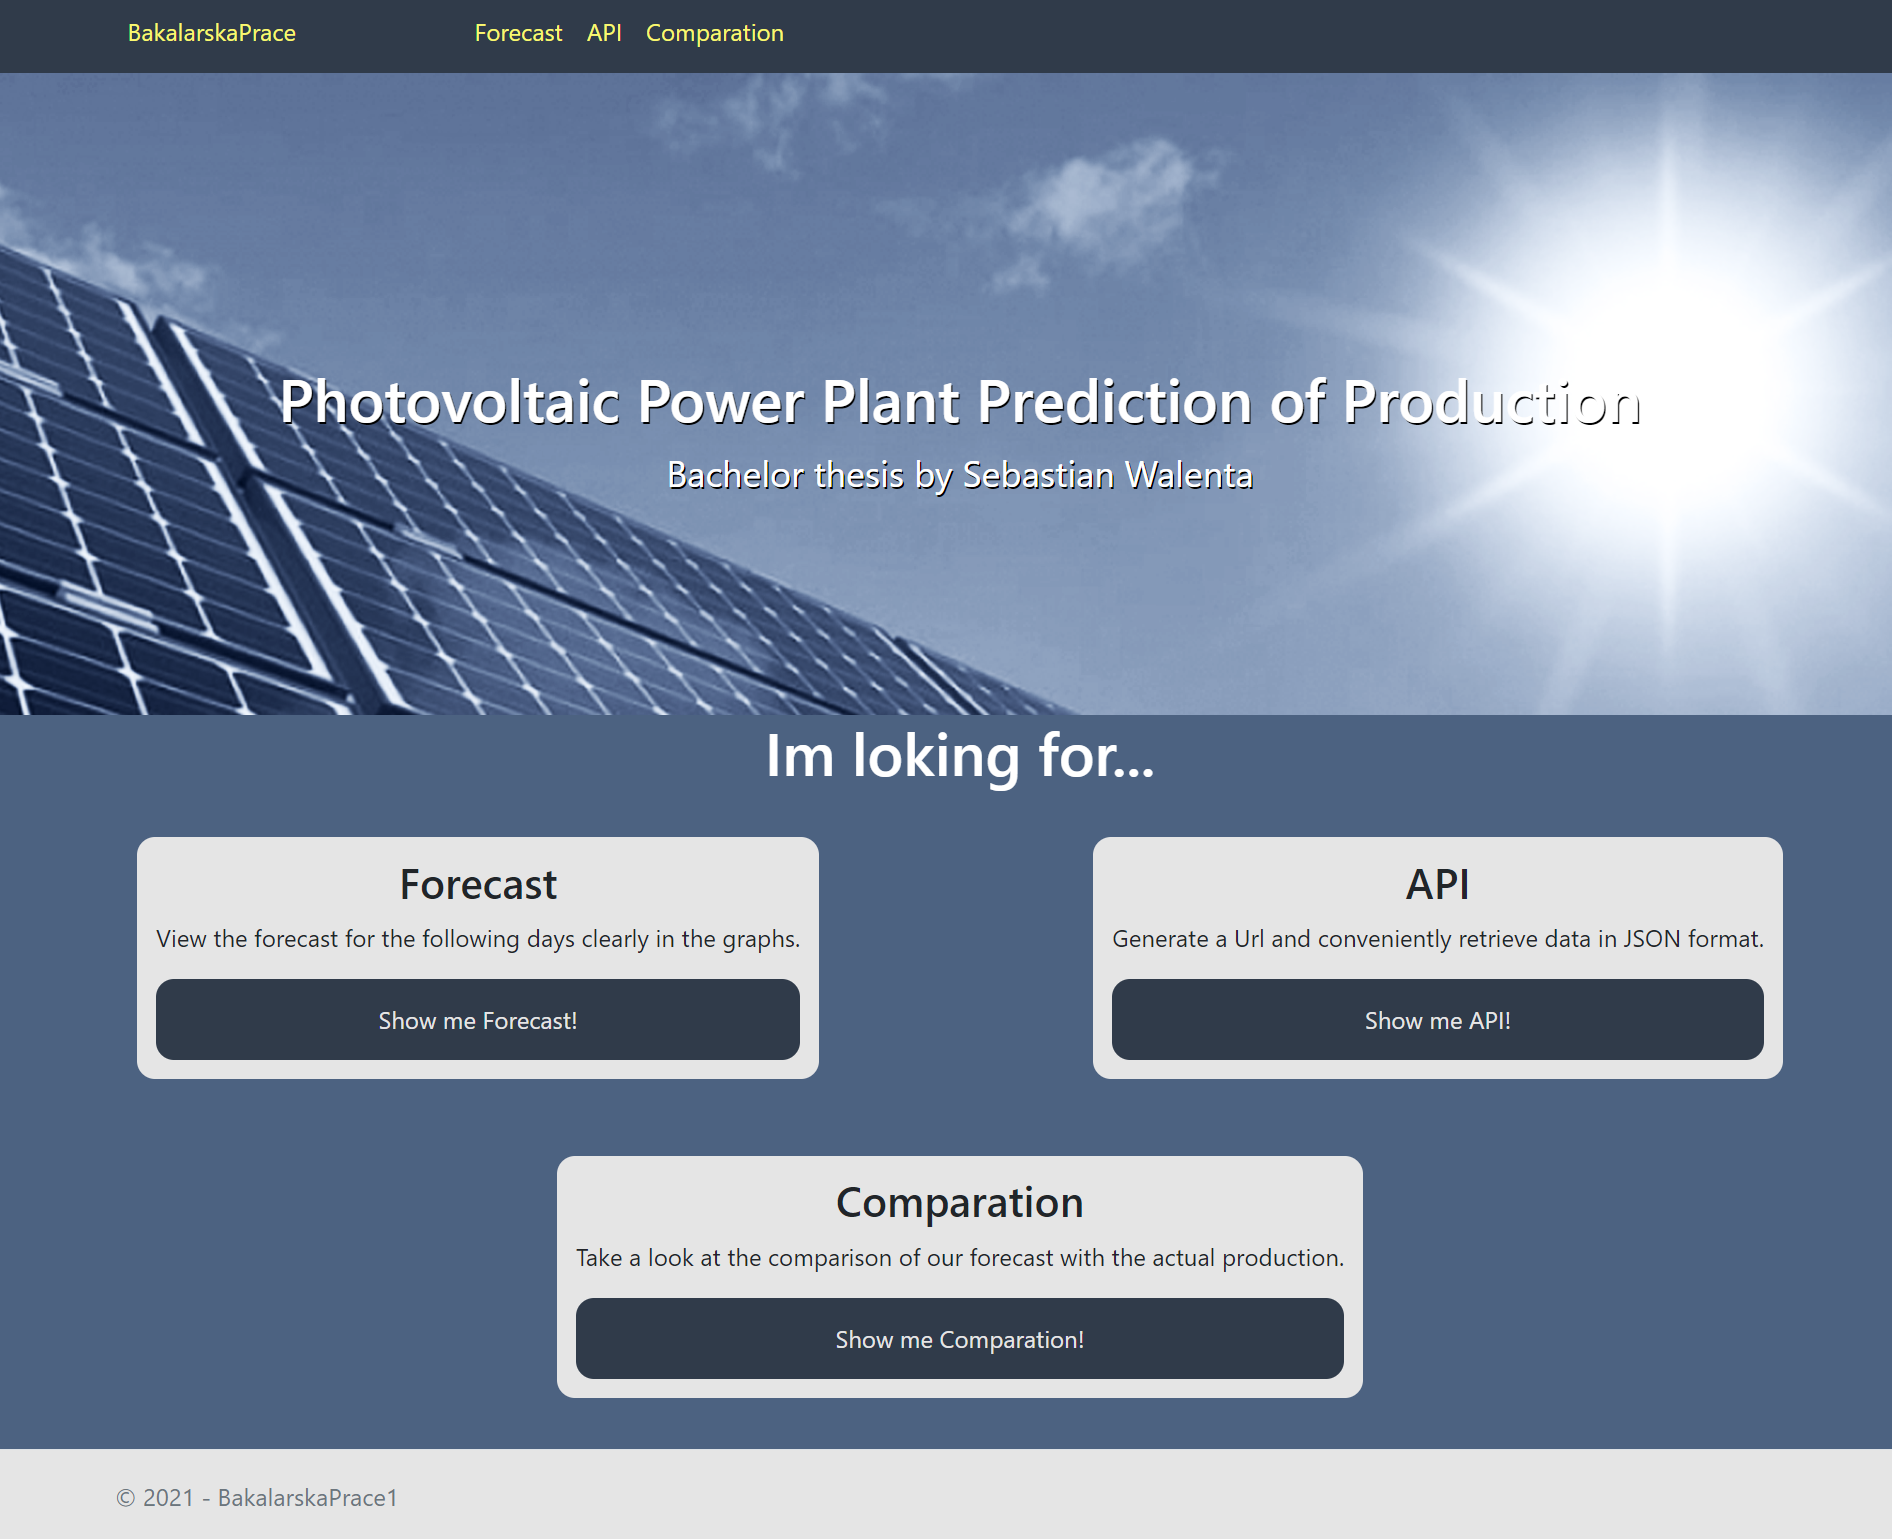 BakalarskaPrace Forecast API Comparation
Photovoltaic Power Plant Prediction of Production
Bachelor thesis by Sebastian Walenta
Im loking for...
Forecast
View the forecast for the following days clearly in the graphs.
Show me Forecast!
API
Generate a Url and conveniently retrieve data in JSON format.
Show me API!
Comparation
Take a look at the comparison of our forecast with the actual production.
Show me Comparation!
© 2021 - BakalarskaPrace1